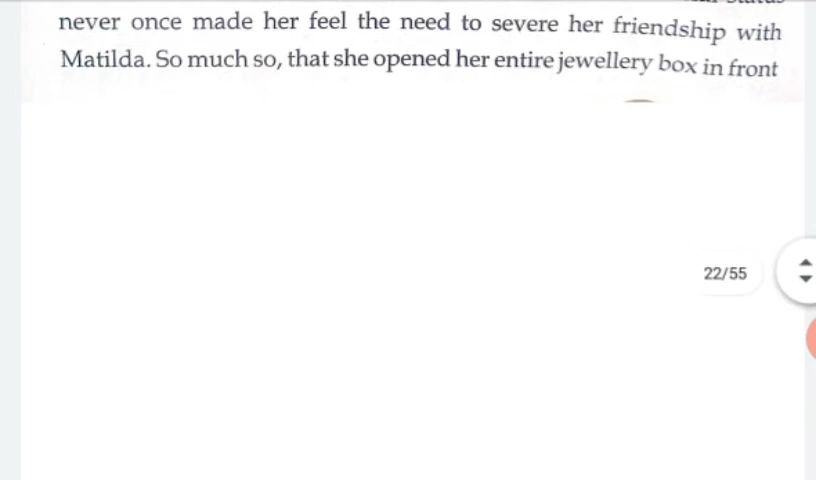 never once made her feel the need to severe her friendship with
Matilda. So much so, that she opened her entire jewellery box in front
22/55